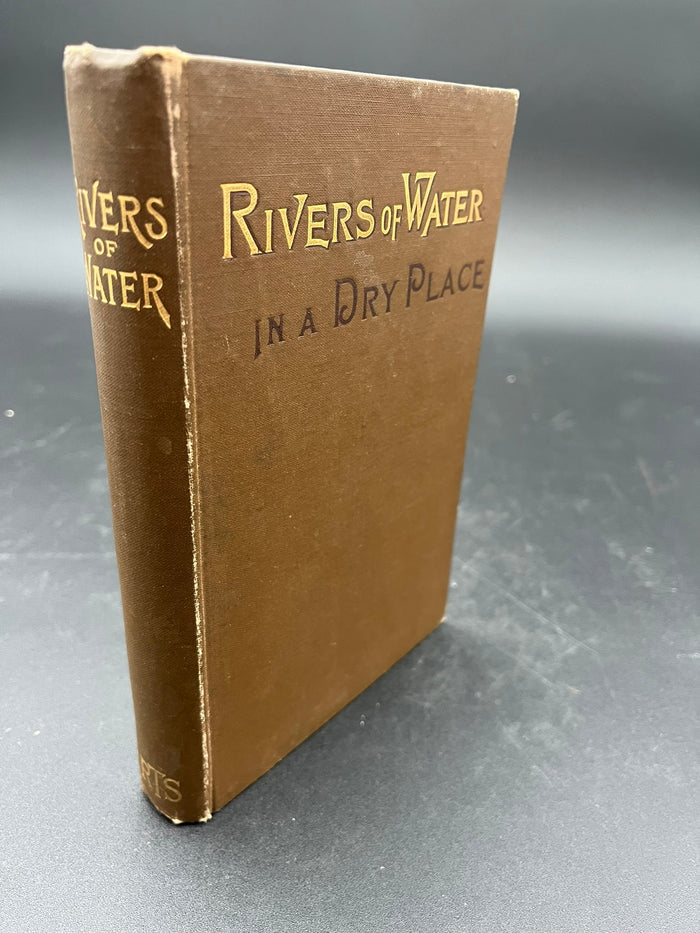 RIVERS
OF
WATER
RTS
RIVERS OF WATER
IN A DRY PLACE